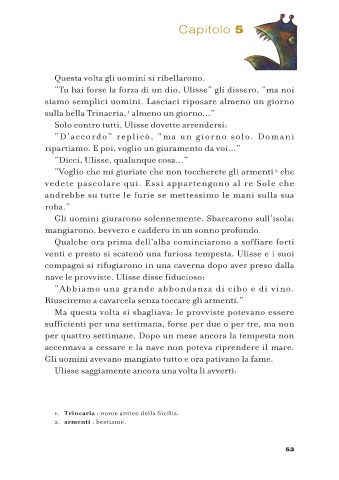 Capitolo 5
Questa volta gli uomini si ribellarono.
"Tu hai forse la forza di un dio, Ulisse" gli dissero, "ma noi
siamo semplici uomini. Lasciaci riposare almeno un giorno
sulla bella Trinacria,¹ almeno un giorno..."
Solo contro tutti, Ulisse dovette arrendersi:
"D'accordo" replicò, "ma un giorno solo. Domani
ripartiamo. E poi, voglio un giuramento da voi..."
"Dicci, Ulisse, qualunque cosa..."
"Voglio che mi giuriate che non toccherete gli armenti² che
vedete pascolare qui. Essi appartengono al re Sole che
andrebbe su tutte le furie se mettessimo le mani sulla sua
roba."
Gli uomini giurarono solennemente. Sbarcarono sull'isola;
mangiarono, bevvero e caddero in un sonno profondo.
Qualche ora prima dell'alba cominciarono a soffiare forti
venti e presto si scatenò una furiosa tempesta. Ulisse e i suoi
compagni si rifugiarono in una caverna dopo aver preso dalla
nave le provviste. Ulisse disse fiducioso:
"Abbiamo una grande abbondanza di cibo e di vino.
Riusciremo a cavarcela senza toccare gli armenti."
Ma questa volta si sbagliava: le provviste potevano essere
sufficienti per una settimana, forse per due o per tre, ma non
per quattro settimane. Dopo un mese ancora la tempesta non
accennava a cessare e la nave non poteva riprendere il mare.
Gli uomini avevano mangiato tutto e ora pativano la fame.
Ulisse saggiamente ancora una volta li avvertì:
1. Trincaria : nome antico della Sicilia.
2. armenti : bestiame.
53